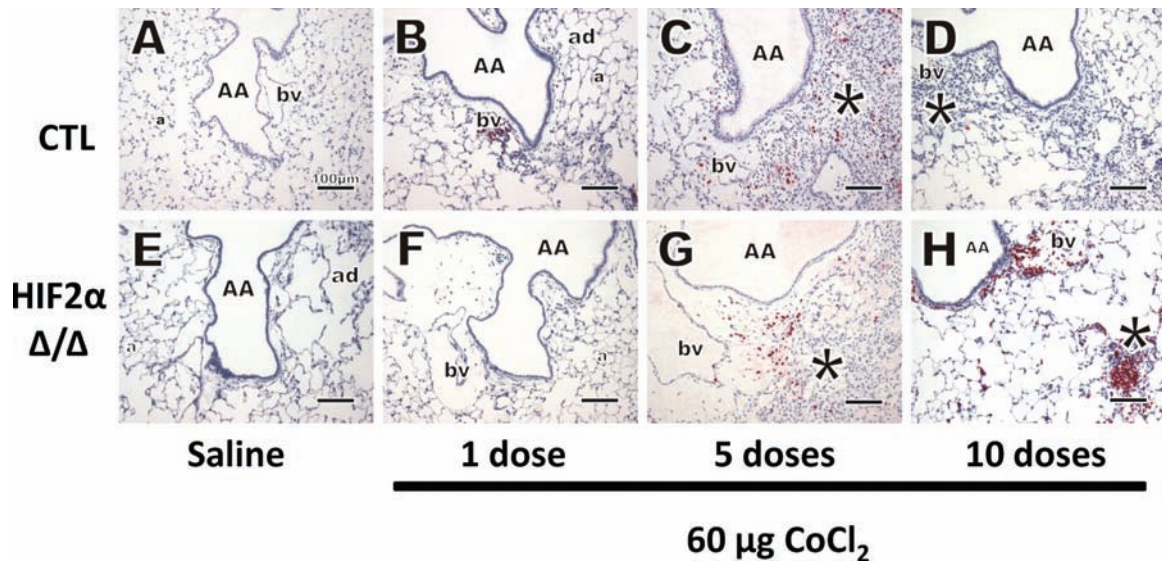 A AA bv a 100µm
B AA ad a bv
C AA * bv
D AA bv *
CTL
E AA ad a
F AA bv a
G AA bv *
H AA bv *
HIF2α
Δ/Δ
Saline 1 dose 5 doses 10 doses
60 µg CoCl₂